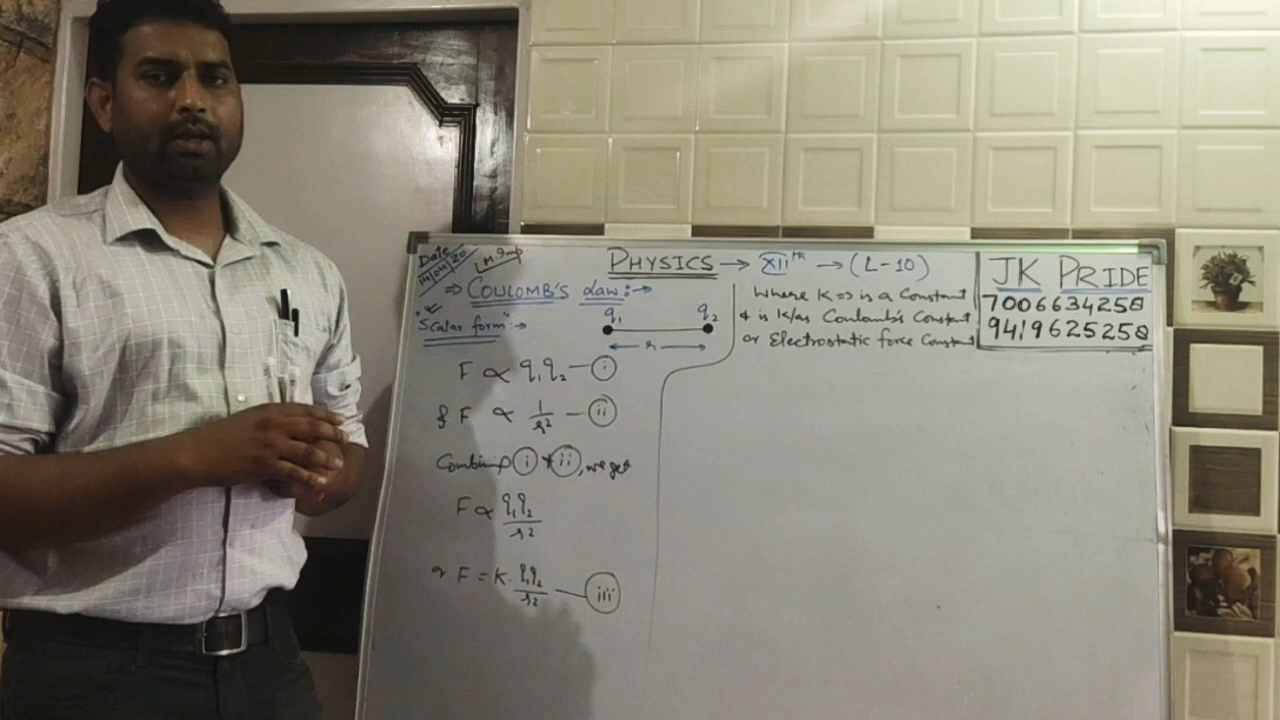 Date
14/04/20
M. Imp.
PHYSICS → XIIth → (L-10)
⇒ COULOMB'S Law:→
"Scalar form":→
q1 q2
r
F ∝ q1q2 — (i)
& F ∝ 1/r2 — (ii)
Combining (i) & (ii), we get
F ∝ q1q2/r2
or F = K. q1q2/r2 — (iii)
Where K => is a Constant
& is K/as Coulomb's Constant
or Electrostatic force Constant
JK PRIDE
7006634258
9419625258